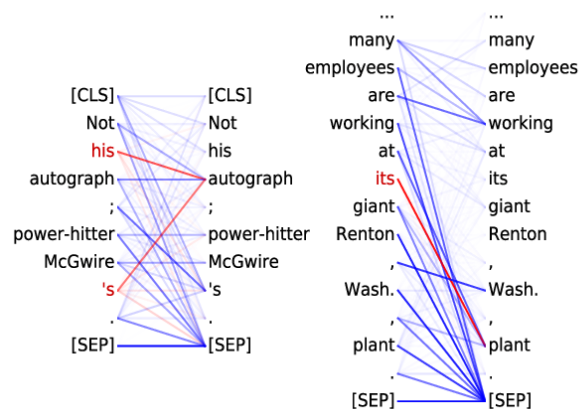 [CLS] [CLS]
Not Not
his his
autograph autograph
; ;
power-hitter power-hitter
McGwire McGwire
's 's
. .
[SEP] [SEP]
... ...
many many
employees employees
are are
working working
at at
its its
giant giant
Renton Renton
, ,
Wash. Wash.
, ,
plant plant
. .
[SEP] [SEP]